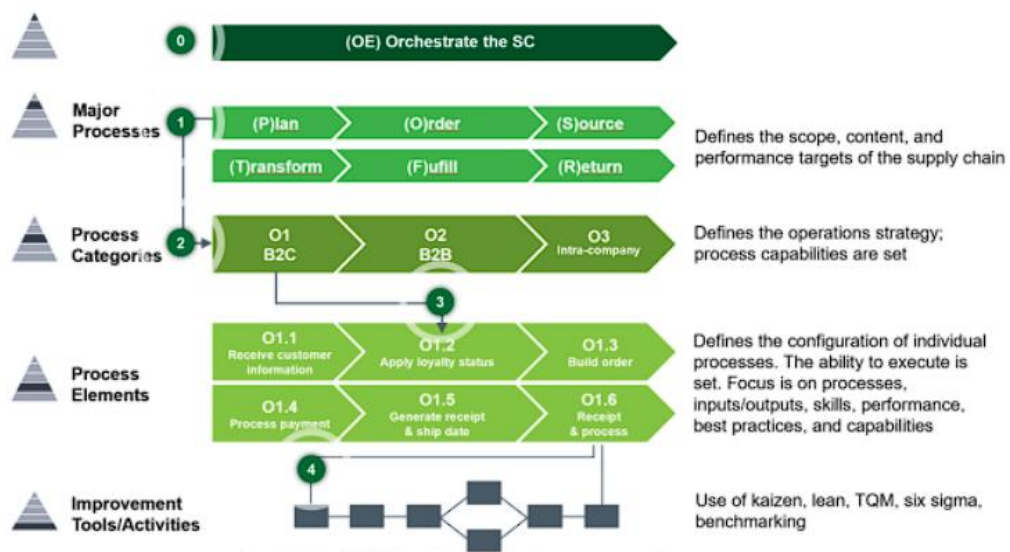 0
(OE) Orchestrate the SC
Major
Processes
1
(P)lan
(O)rder
(S)ource
(T)ransform
(F)ufill
(R)eturn
Defines the scope, content, and
performance targets of the supply chain
Process
Categories
2
O1
B2C
O2
B2B
O3
Intra-company
Defines the operations strategy;
process capabilities are set
3
Process
Elements
O1.1
Receive customer
information
O1.2
Apply loyalty status
O1.3
Build order
O1.4
Process payment
O1.5
Generate receipt
& ship date
O1.6
Receipt
& process
Defines the configuration of individual
processes. The ability to execute is
set. Focus is on processes,
inputs/outputs, skills, performance,
best practices, and capabilities
4
Improvement
Tools/Activities
Use of kaizen, lean, TQM, six sigma,
benchmarking